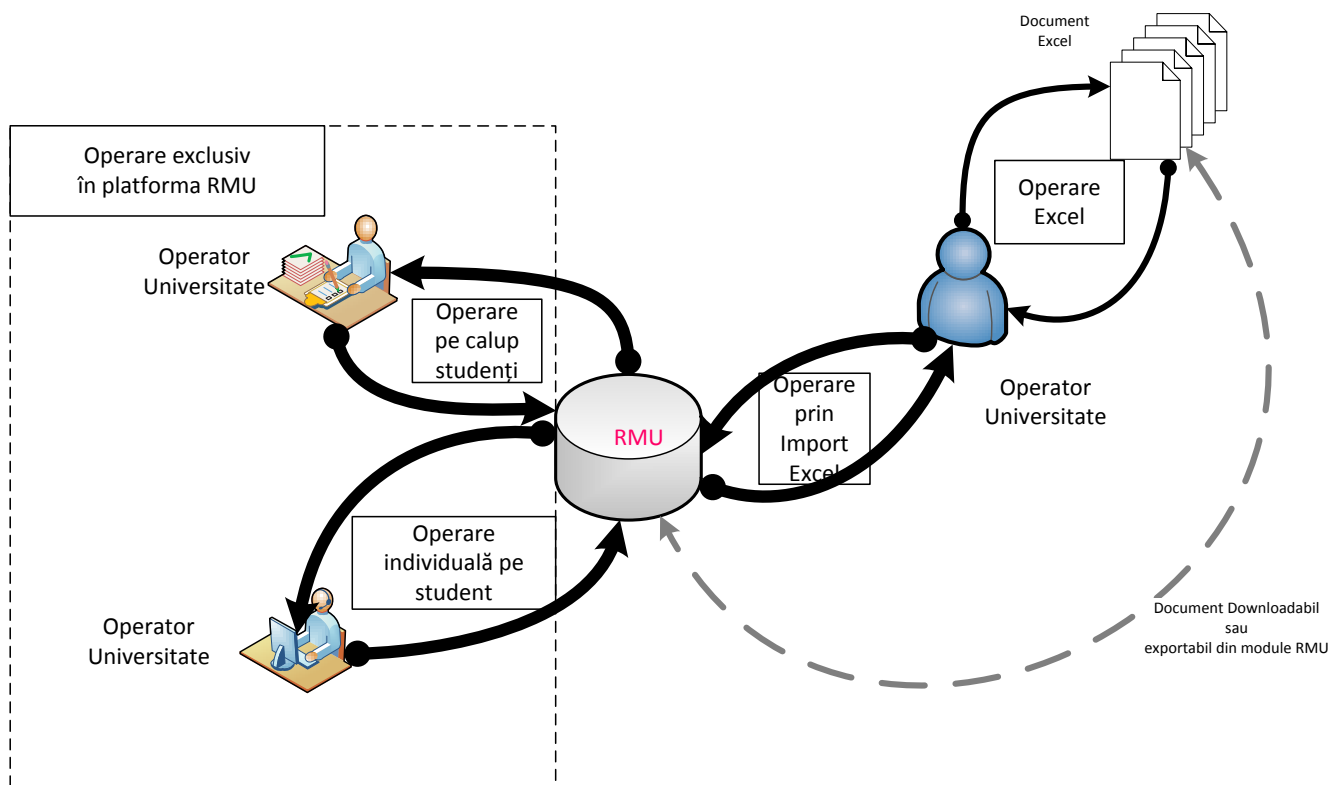 Document
Excel
Operare exclusiv
în platforma RMU
Operare
Excel
Operator
Universitate
Operare
pe calup
studenți
Operator
Universitate
Operare
prin
Import
Excel
RMU
Operare
individuală pe
student
Operator
Universitate
Document Downloadabil
sau
exportabil din module RMU